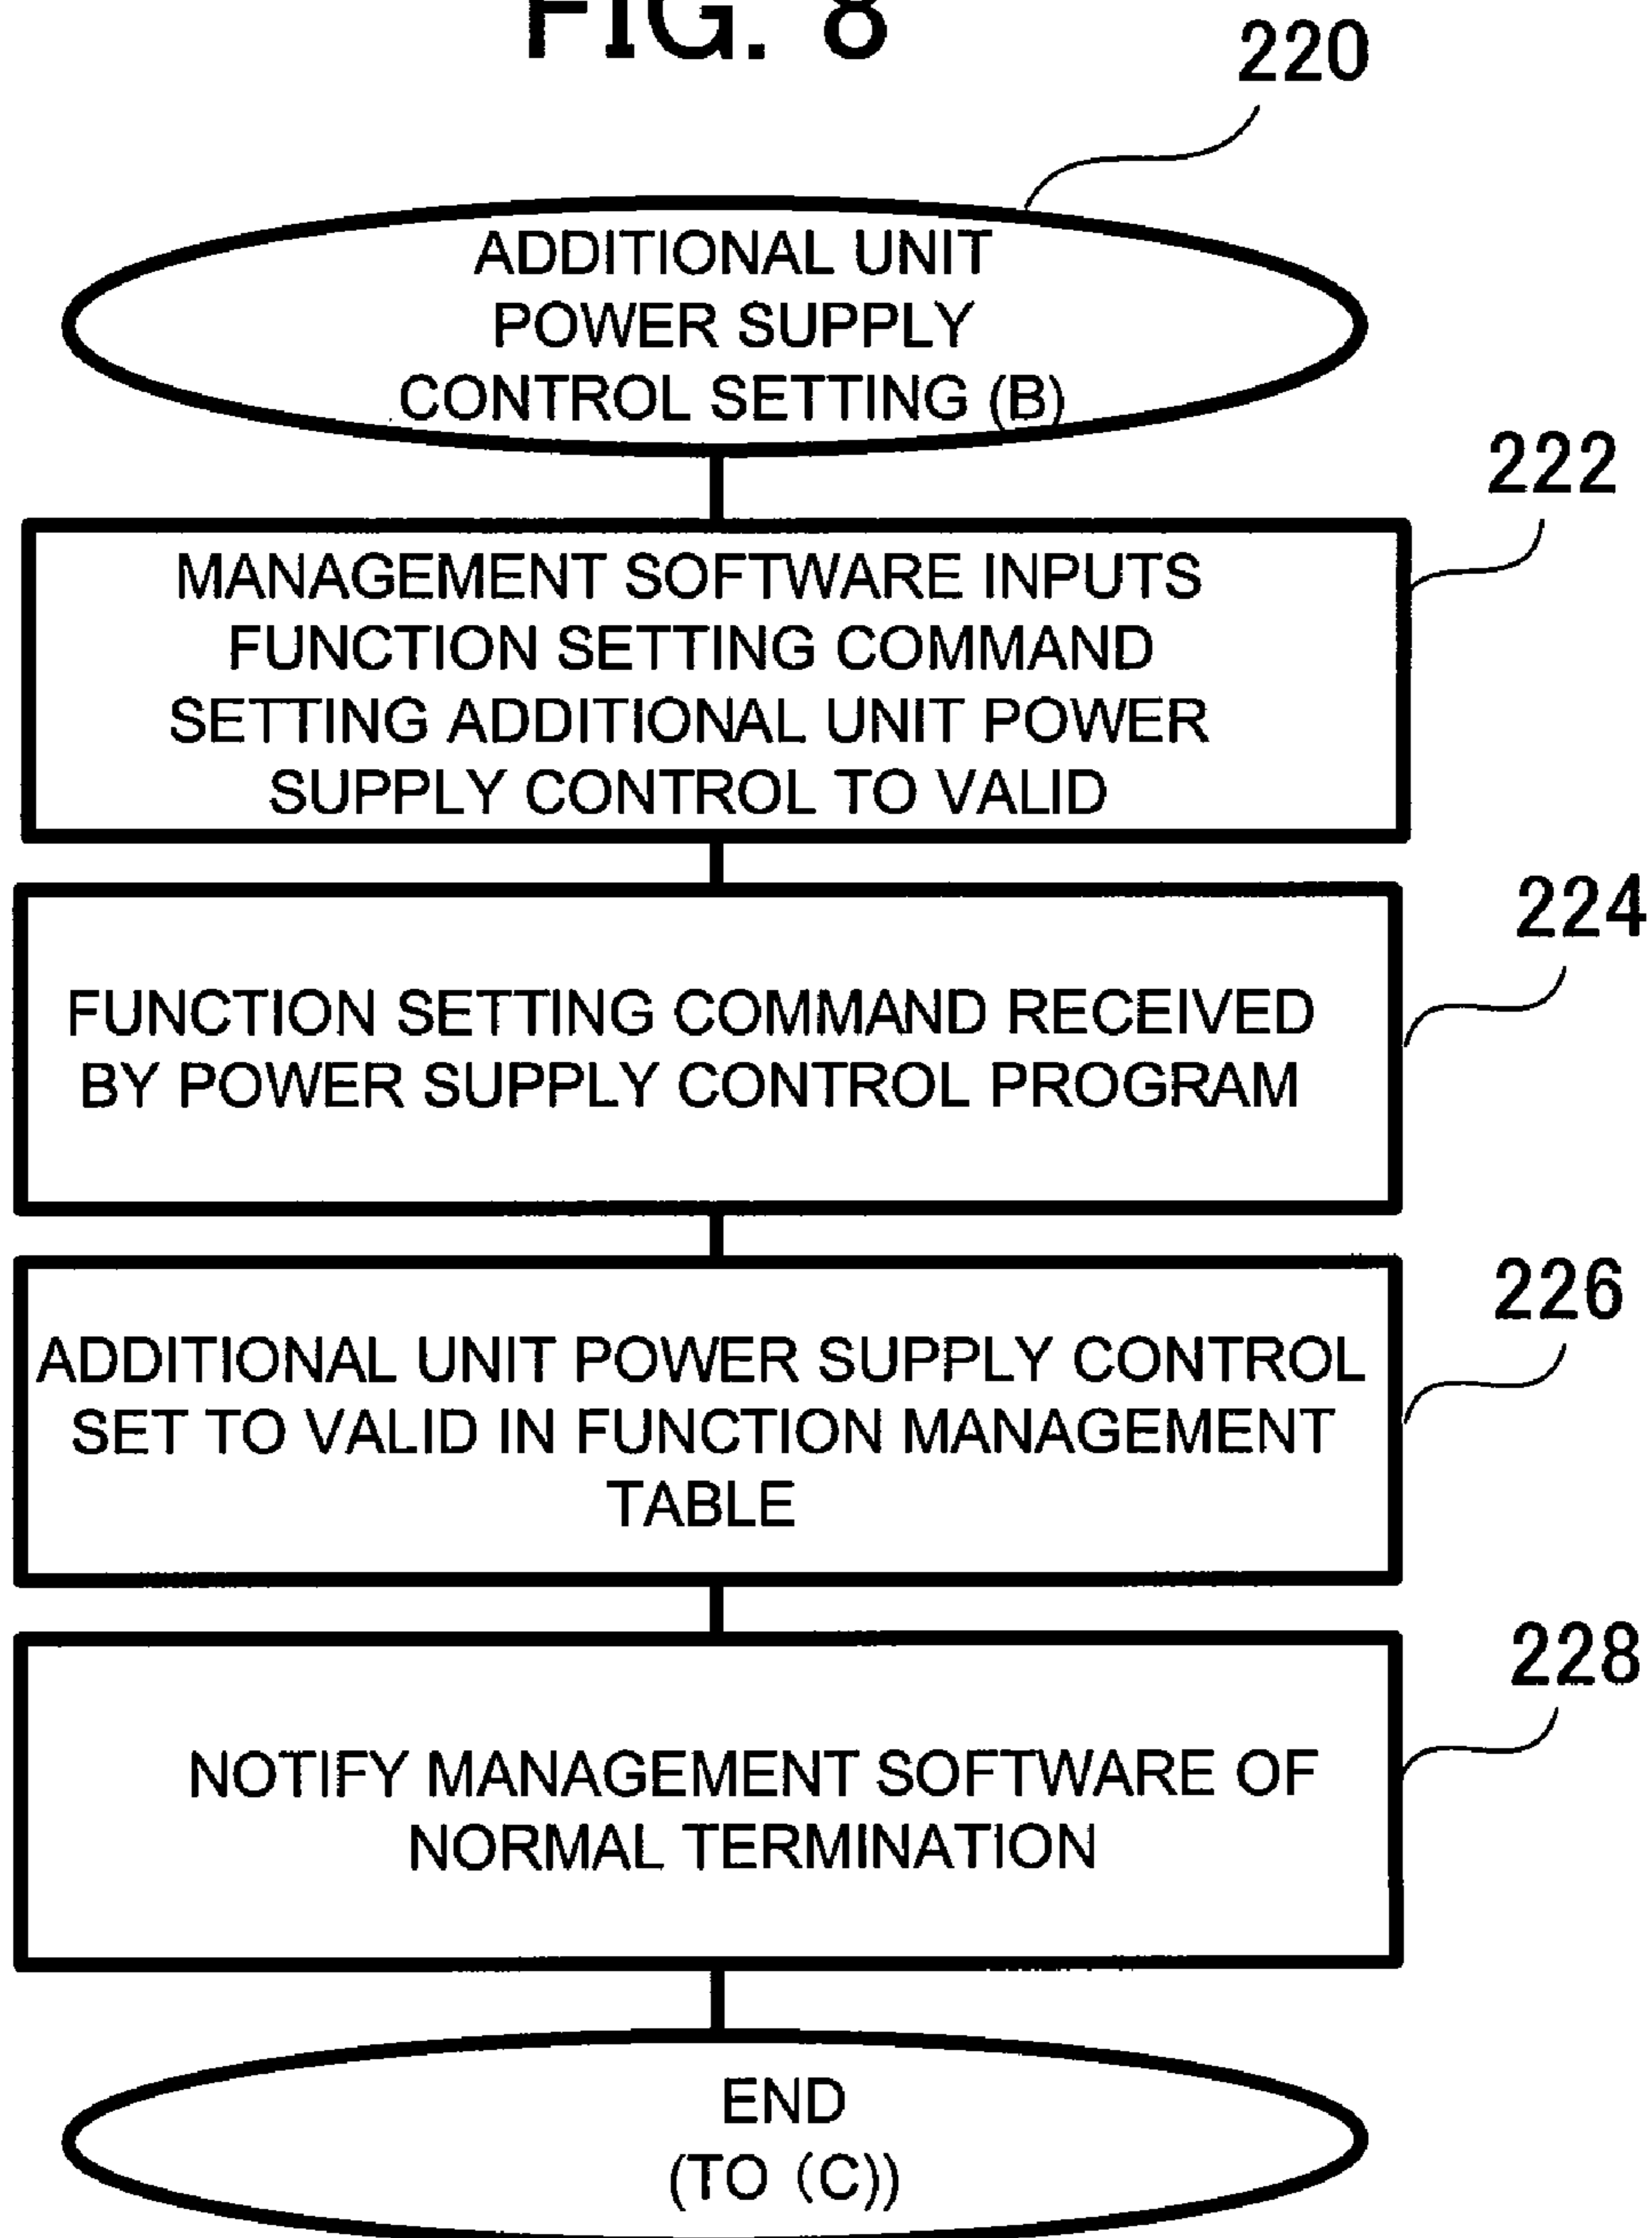 FIG. 8
220
ADDITIONAL UNIT
POWER SUPPLY
CONTROL SETTING (B)
222
MANAGEMENT SOFTWARE INPUTS
FUNCTION SETTING COMMAND
SETTING ADDITIONAL UNIT POWER
SUPPLY CONTROL TO VALID
224
FUNCTION SETTING COMMAND RECEIVED
BY POWER SUPPLY CONTROL PROGRAM
226
ADDITIONAL UNIT POWER SUPPLY CONTROL
SET TO VALID IN FUNCTION MANAGEMENT
TABLE
228
NOTIFY MANAGEMENT SOFTWARE OF
NORMAL TERMINATION
END
(TO (C))